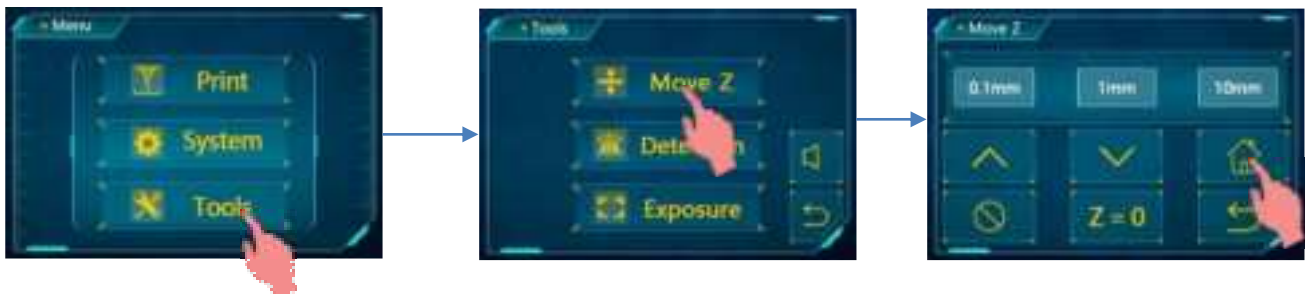 Menu
Print
System
Tools
Tools
Move Z
Exposure
Move Z
0.1mm
1mm
10mm
Z = 0